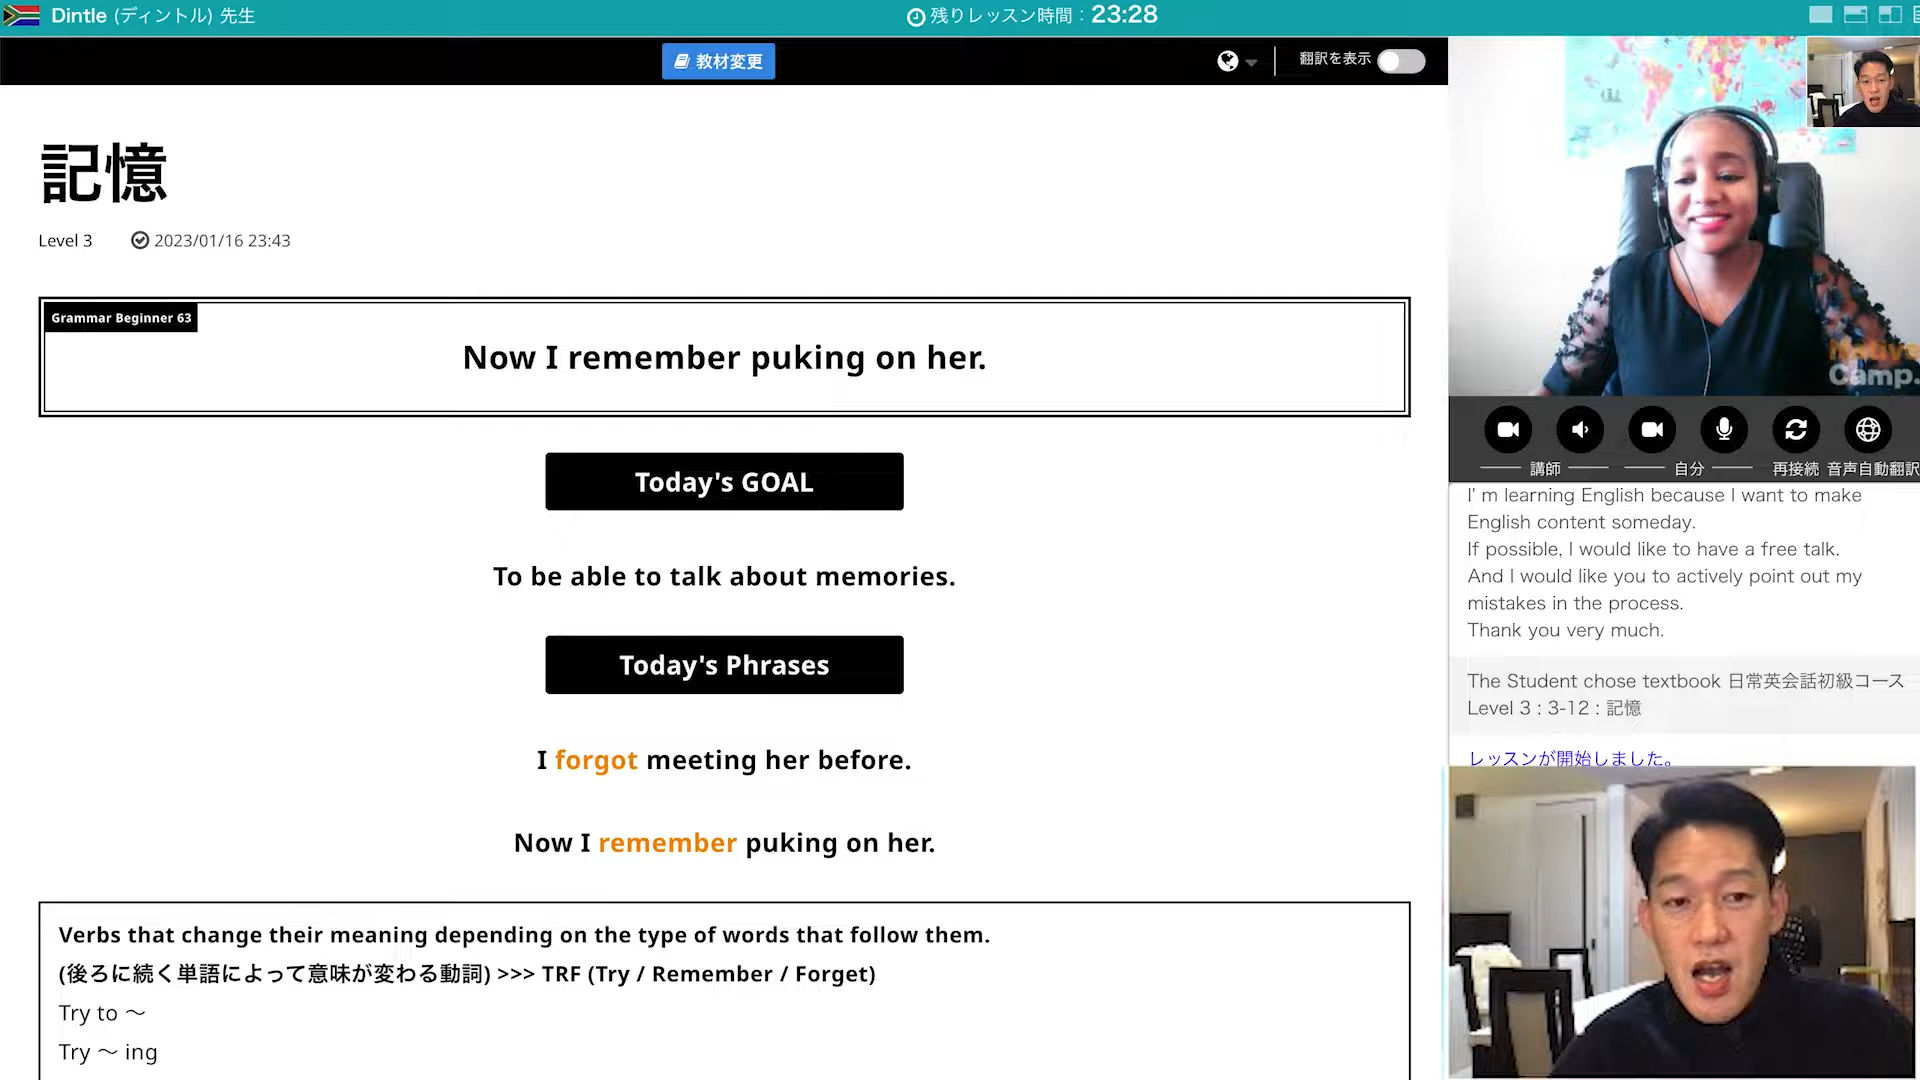 Dintle (ディントル) 先生
残りレッスン時間：23:28
教材変更
翻訳を表示
記憶
Level 3
2023/01/16 23:43
Grammar Beginner 63
Now I remember puking on her.
Today's GOAL
To be able to talk about memories.
Today's Phrases
I forgot meeting her before.
Now I remember puking on her.
Verbs that change their meaning depending on the type of words that follow them.
(後ろに続く単語によって意味が変わる動詞) >>> TRF (Try / Remember / Forget)
Try to 〜
Try 〜 ing
Native
Camp.
講師
自分
再接続
音声自動翻訳
I' m learning English because I want to make
English content someday.
If possible, I would like to have a free talk.
And I would like you to actively point out my
mistakes in the process.
Thank you very much.
The Student chose textbook 日常英会話初級コース
Level 3 : 3-12 : 記憶
レッスンが開始しました。